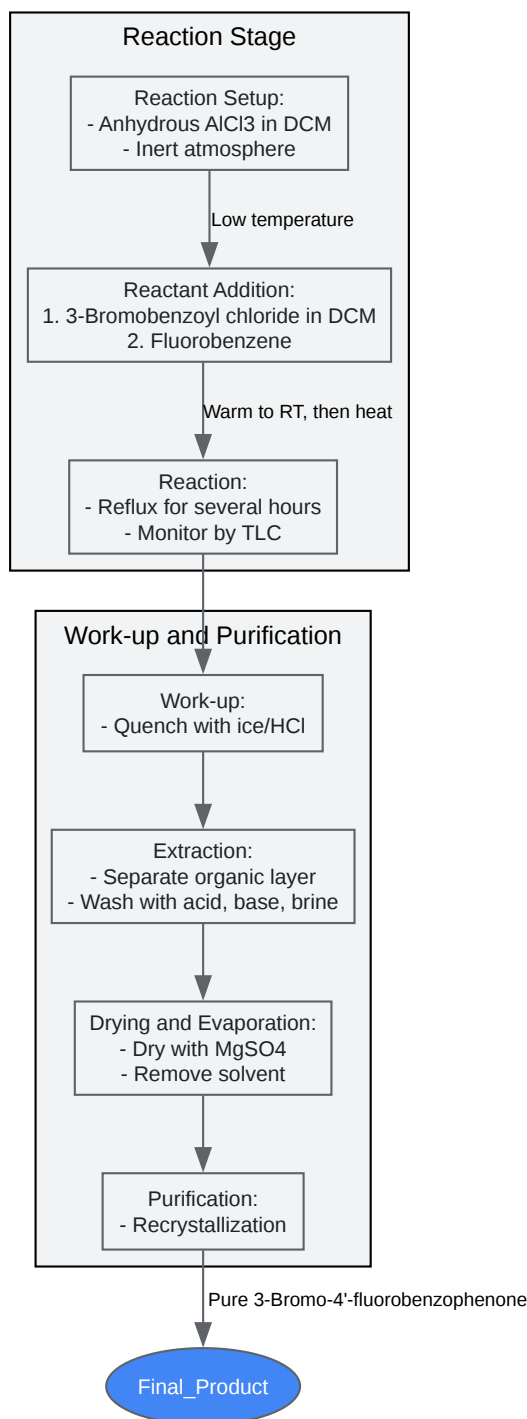 Reaction Stage
Reaction Setup:
- Anhydrous AlCl3 in DCM
- Inert atmosphere
Low temperature
Reactant Addition:
1. 3-Bromobenzoyl chloride in DCM
2. Fluorobenzene
Warm to RT, then heat
Reaction:
- Reflux for several hours
- Monitor by TLC
Work-up and Purification
Work-up:
- Quench with ice/HCl
Extraction:
- Separate organic layer
- Wash with acid, base, brine
Drying and Evaporation:
- Dry with MgSO4
- Remove solvent
Purification:
- Recrystallization
Pure 3-Bromo-4'-fluorobenzophenone
Final_Product